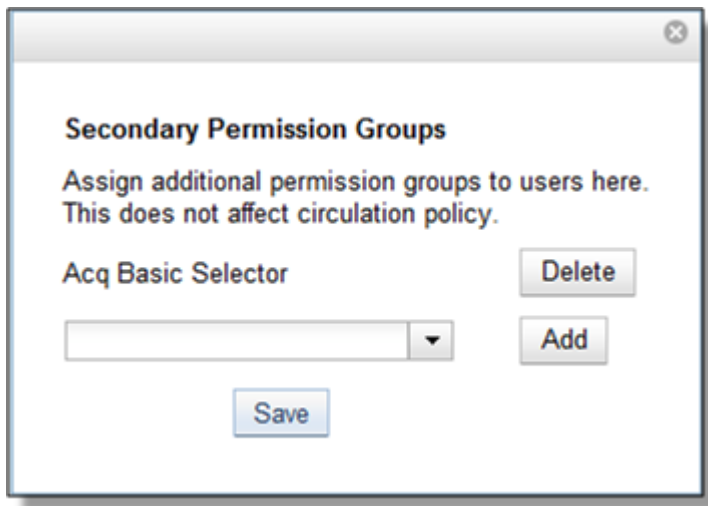 Secondary Permission Groups
Assign additional permission groups to users here.
This does not affect circulation policy.
Acq Basic Selector Delete
Add
Save